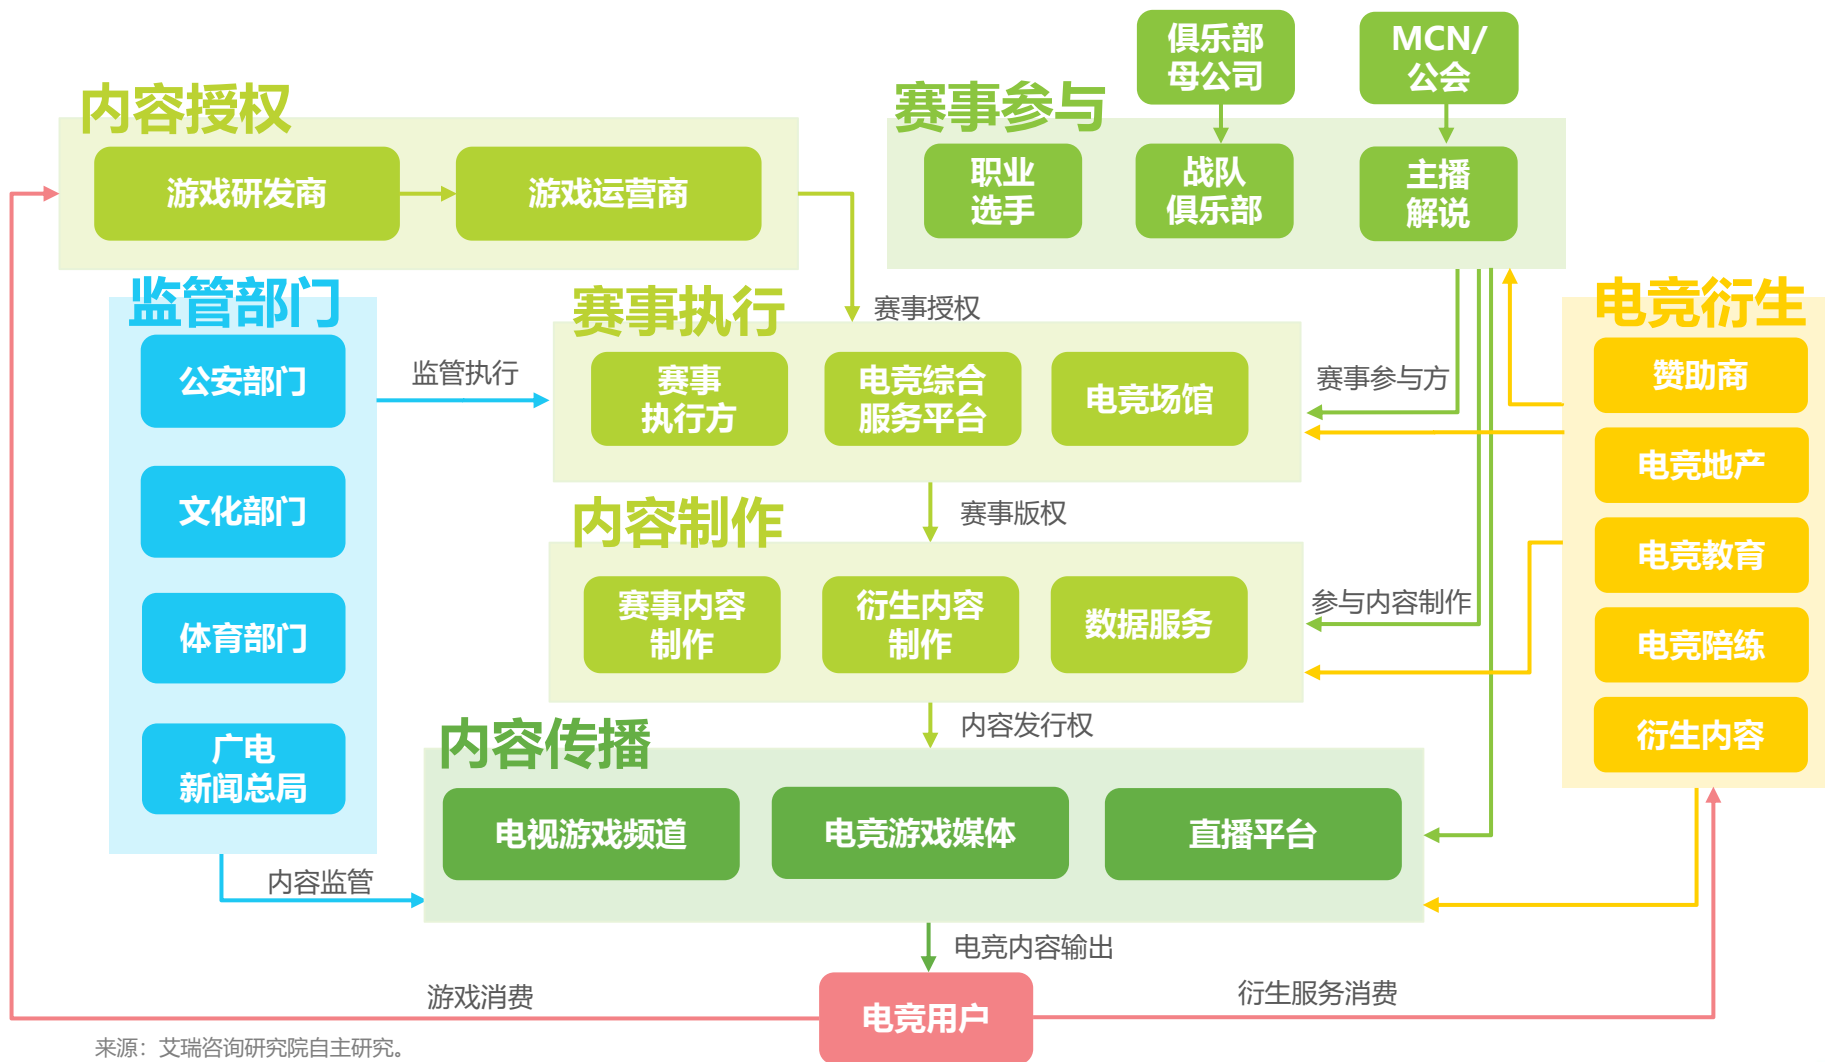 俱乐部
母公司
MCN/
公会
内容授权
赛事参与
游戏研发商
游戏运营商
职业
选手
战队
俱乐部
主播
解说
监管部门
赛事执行
赛事授权
电竞衍生
公安部门
监管执行
赛事
执行方
电竞综合
服务平台
电竞场馆
赛事参与方
赞助商
电竞地产
文化部门
内容制作
赛事版权
电竞教育
赛事内容
制作
衍生内容
制作
数据服务
参与内容制作
体育部门
电竞陪练
内容传播
内容发行权
衍生内容
广电
新闻总局
电视游戏频道
电竞游戏媒体
直播平台
内容监管
电竞内容输出
游戏消费
电竞用户
衍生服务消费
来源：艾瑞咨询研究院自主研究。